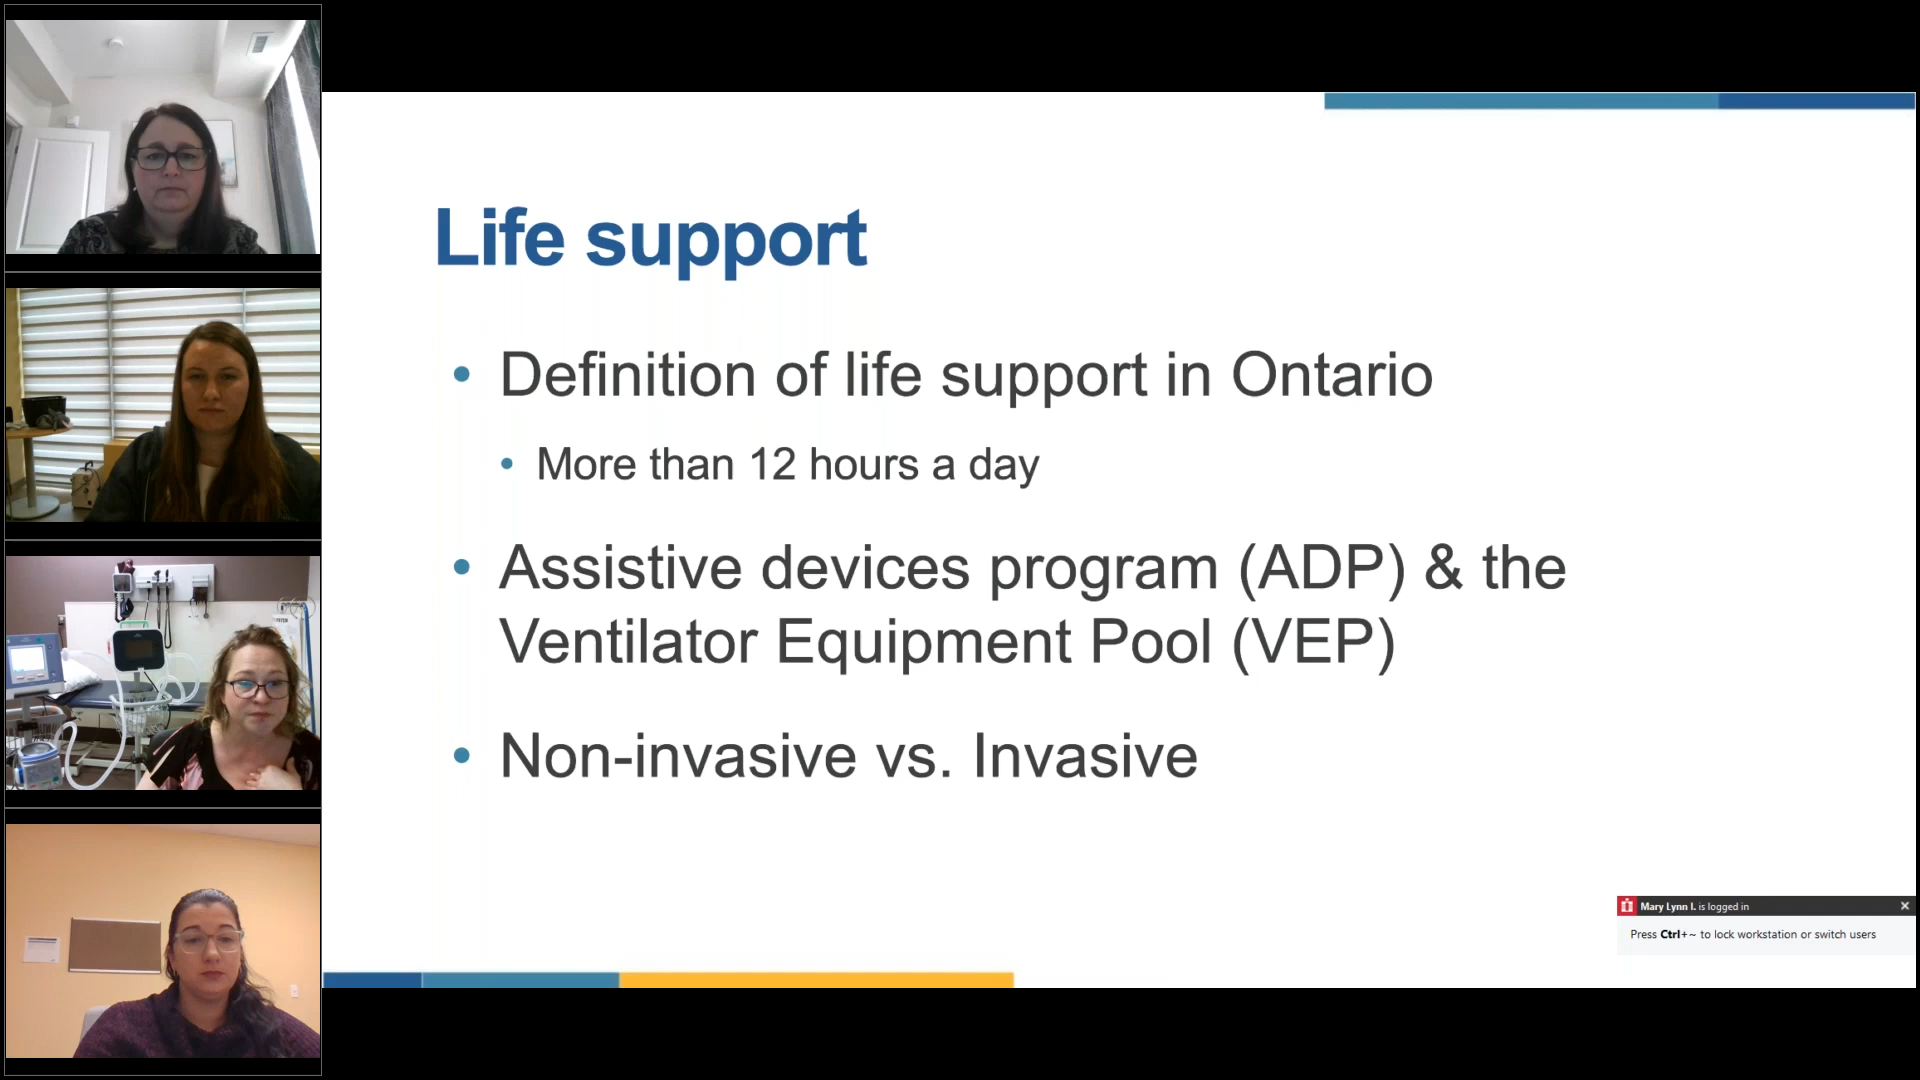 Life support
• Definition of life support in Ontario
• More than 12 hours a day
• Assistive devices program (ADP) & the
Ventilator Equipment Pool (VEP)
• Non-invasive vs. Invasive
Mary Lynn I. is logged in
Press Ctrl+~ to lock workstation or switch users